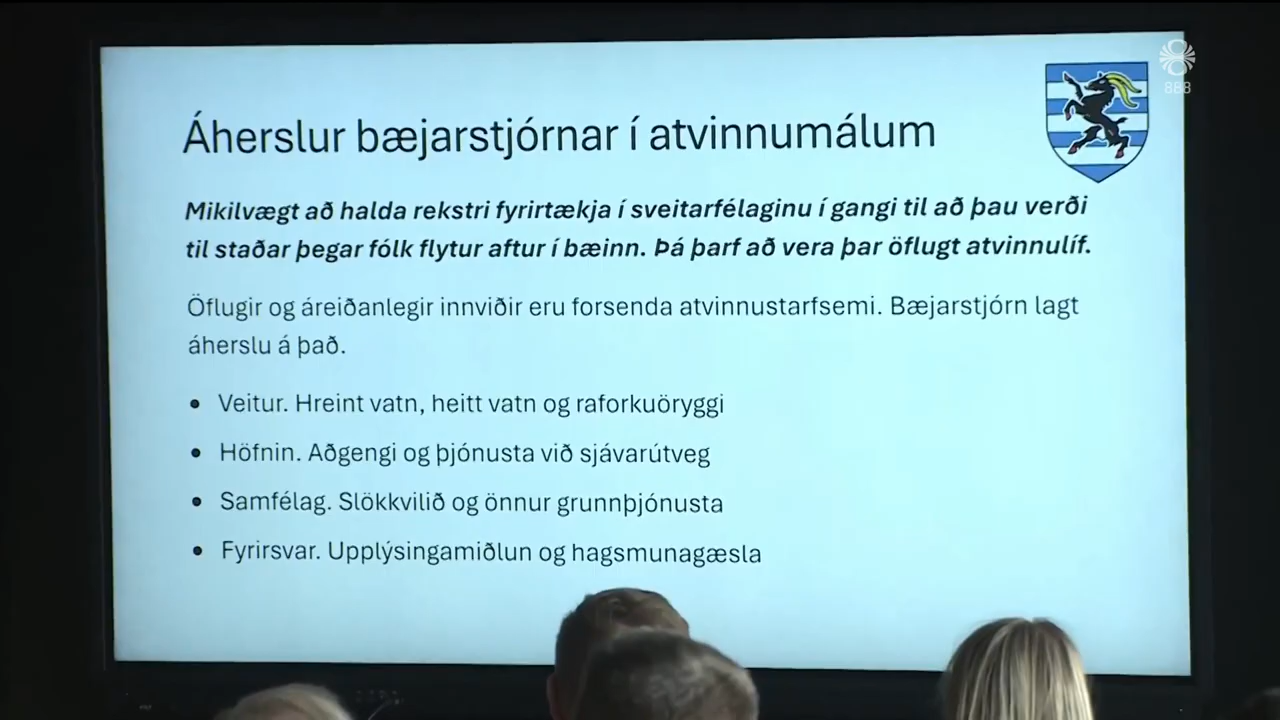 888
Áherslur bæjarstjórnar í atvinnumálum
Mikilvægt að halda rekstri fyrirtækja í sveitarfélaginu í gangi til að þau verði
til staðar þegar fólk flytur aftur í bæinn. Þá þarf að vera þar öflugt atvinnulíf.
Öflugir og áreiðanlegir innviðir eru forsenda atvinnustarfsemi. Bæjarstjórn lagt
áherslu á það.
• Veitur. Hreint vatn, heitt vatn og raforkuöryggi
• Höfnin. Aðgengi og þjónusta við sjávarútveg
• Samfélag. Slökkvilið og önnur grunnþjónusta
• Fyrirsvar. Upplýsingamiðlun og hagsmunagæsla